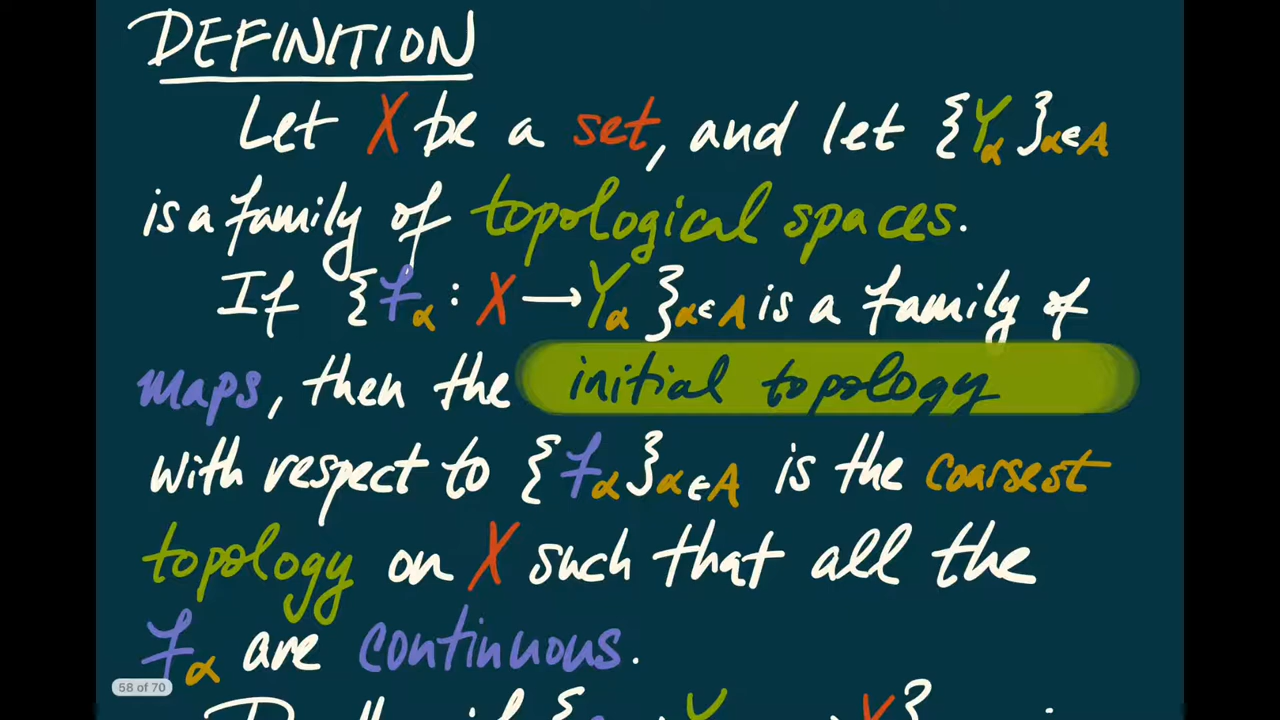 DEFINITION
Let X be a set, and let {Yα}α∈A
is a family of topological spaces.
If {fα : X → Yα}α∈A is a family of
maps, then the initial topology
with respect to {fα}α∈A is the coarsest
topology on X such that all the
fα are continuous.
58 of 70